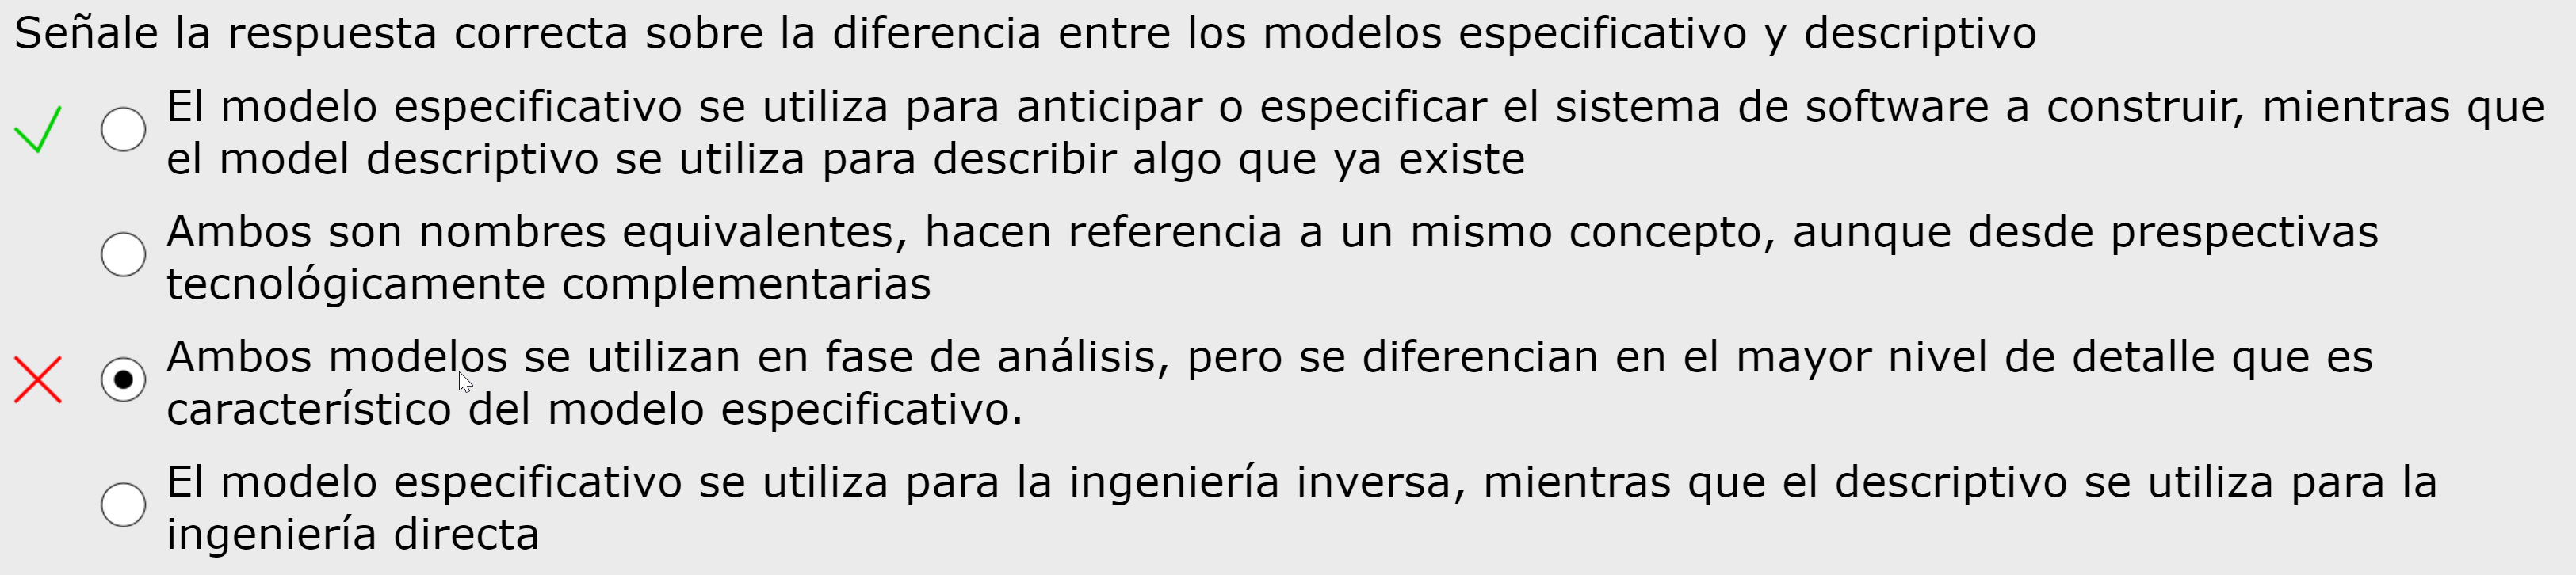 Señale la respuesta correcta sobre la diferencia entre los modelos especificativo y descriptivo
El modelo especificativo se utiliza para anticipar o especificar el sistema de software a construir, mientras que
el model descriptivo se utiliza para describir algo que ya existe
Ambos son nombres equivalentes, hacen referencia a un mismo concepto, aunque desde prespectivas
tecnológicamente complementarias
Ambos modelos se utilizan en fase de análisis, pero se diferencian en el mayor nivel de detalle que es
característico del modelo especificativo.
El modelo especificativo se utiliza para la ingeniería inversa, mientras que el descriptivo se utiliza para la
ingeniería directa